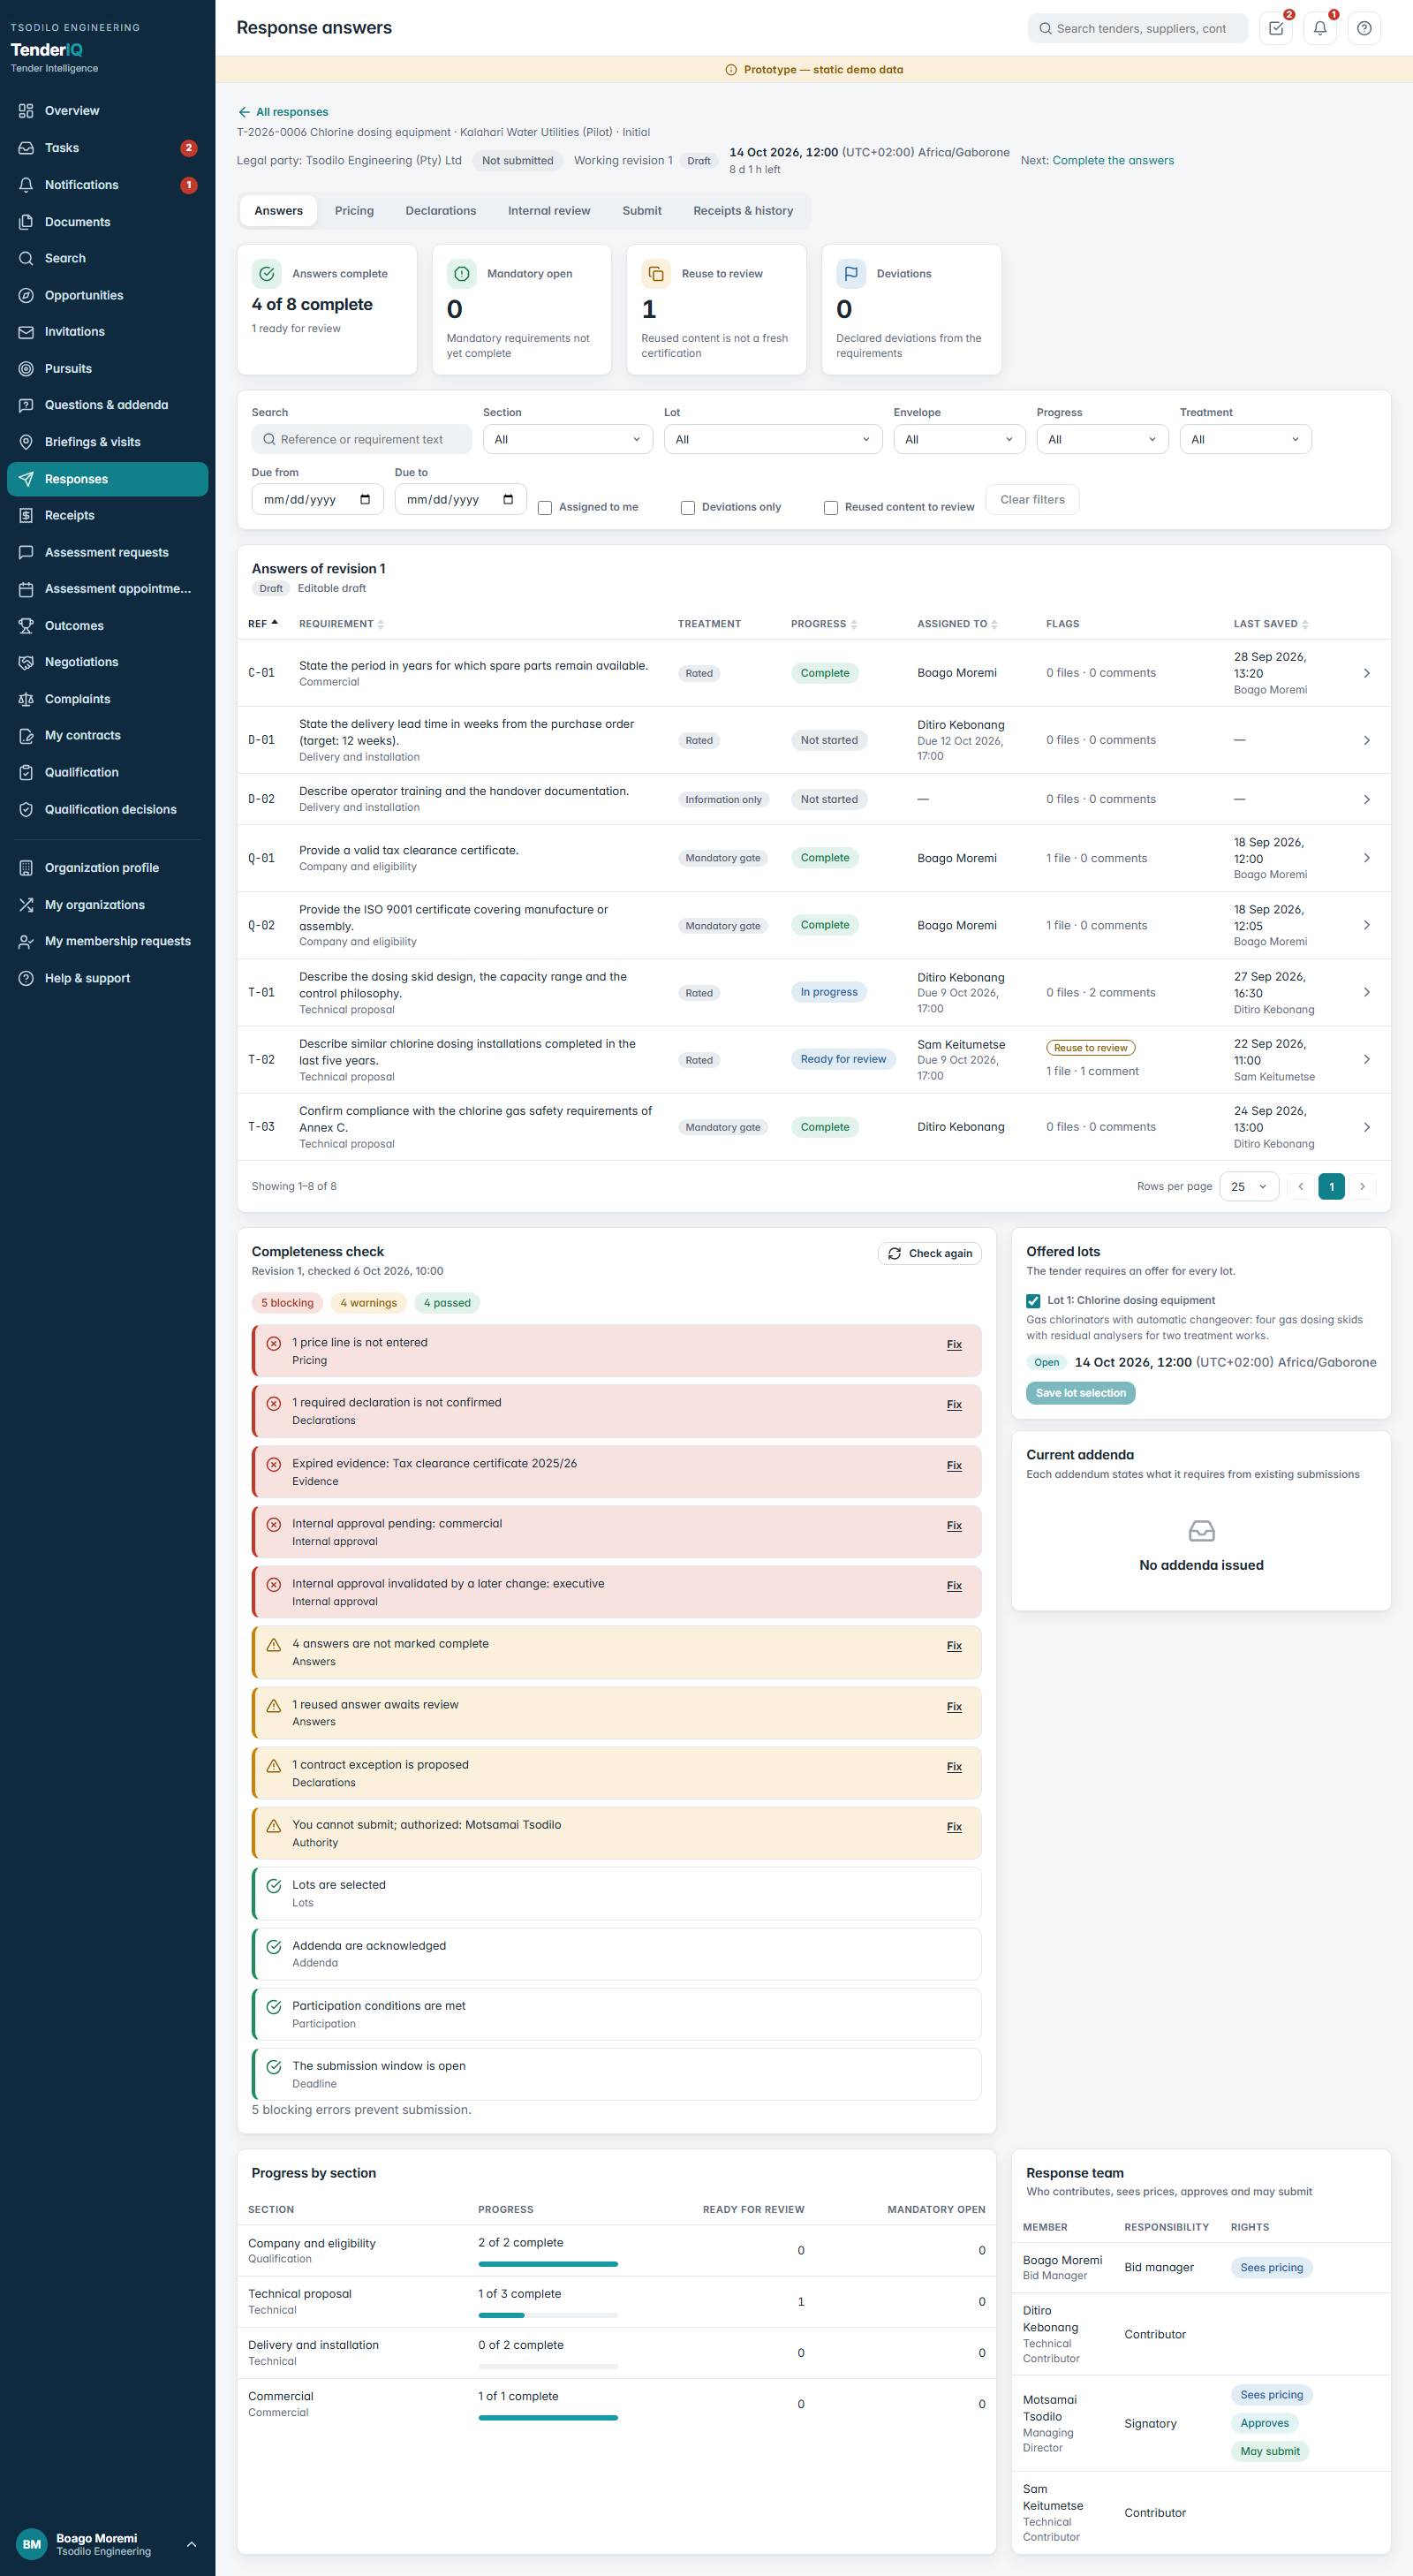 TSODILO ENGINEERING
TenderIQ
Tender Intelligence
Overview
Tasks
2
Notifications
1
Documents
Search
Opportunities
Invitations
Pursuits
Questions & addenda
Briefings & visits
Responses
Receipts
Assessment requests
Assessment appointme...
Outcomes
Negotiations
Complaints
My contracts
Qualification
Qualification decisions
Organization profile
My organizations
My membership requests
Help & support
BM
Boago Moremi
Tsodilo Engineering
Response answers
Search tenders, suppliers, cont
2
1
Prototype — static demo data
All responses
T-2026-0006 Chlorine dosing equipment · Kalahari Water Utilities (Pilot) · Initial
Legal party: Tsodilo Engineering (Pty) Ltd
Not submitted
Working revision 1
Draft
14 Oct 2026, 12:00 (UTC+02:00) Africa/Gaborone
8 d 1 h left
Next: Complete the answers
Answers
Pricing
Declarations
Internal review
Submit
Receipts & history
Answers complete
4 of 8 complete
1 ready for review
Mandatory open
0
Mandatory requirements not
yet complete
Reuse to review
1
Reused content is not a fresh
certification
Deviations
0
Declared deviations from the
requirements
Search
Reference or requirement text
Section
All
Lot
All
Envelope
All
Progress
All
Treatment
All
Due from
mm/dd/yyyy
Due to
mm/dd/yyyy
Assigned to me
Deviations only
Reused content to review
Clear filters
Answers of revision 1
Draft
Editable draft
REF
REQUIREMENT
TREATMENT
PROGRESS
ASSIGNED TO
FLAGS
LAST SAVED
C-01
State the period in years for which spare parts remain available.
Commercial
Rated
Complete
Boago Moremi
0 files · 0 comments
28 Sep 2026,
13:20
Boago Moremi
D-01
State the delivery lead time in weeks from the purchase order
(target: 12 weeks).
Delivery and installation
Rated
Not started
Ditiro Kebonang
Due 12 Oct 2026,
17:00
0 files · 0 comments
—
D-02
Describe operator training and the handover documentation.
Delivery and installation
Information only
Not started
—
0 files · 0 comments
—
Q-01
Provide a valid tax clearance certificate.
Company and eligibility
Mandatory gate
Complete
Boago Moremi
1 file · 0 comments
18 Sep 2026,
12:00
Boago Moremi
Q-02
Provide the ISO 9001 certificate covering manufacture or
assembly.
Company and eligibility
Mandatory gate
Complete
Boago Moremi
1 file · 0 comments
18 Sep 2026,
12:05
Boago Moremi
T-01
Describe the dosing skid design, the capacity range and the
control philosophy.
Technical proposal
Rated
In progress
Ditiro Kebonang
Due 9 Oct 2026,
17:00
0 files · 2 comments
27 Sep 2026,
16:30
Ditiro Kebonang
T-02
Describe similar chlorine dosing installations completed in the
last five years.
Technical proposal
Rated
Ready for review
Sam Keitumetse
Due 9 Oct 2026,
17:00
Reuse to review
1 file · 1 comment
22 Sep 2026,
11:00
Sam Keitumetse
T-03
Confirm compliance with the chlorine gas safety requirements of
Annex C.
Technical proposal
Mandatory gate
Complete
Ditiro Kebonang
0 files · 0 comments
24 Sep 2026,
13:00
Ditiro Kebonang
Showing 1–8 of 8
Rows per page
25
1
Completeness check
Revision 1, checked 6 Oct 2026, 10:00
Check again
5 blocking
4 warnings
4 passed
1 price line is not entered
Pricing
Fix
1 required declaration is not confirmed
Declarations
Fix
Expired evidence: Tax clearance certificate 2025/26
Evidence
Fix
Internal approval pending: commercial
Internal approval
Fix
Internal approval invalidated by a later change: executive
Internal approval
Fix
4 answers are not marked complete
Answers
Fix
1 reused answer awaits review
Answers
Fix
1 contract exception is proposed
Declarations
Fix
You cannot submit; authorized: Motsamai Tsodilo
Authority
Fix
Lots are selected
Lots
Addenda are acknowledged
Addenda
Participation conditions are met
Participation
The submission window is open
Deadline
5 blocking errors prevent submission.
Offered lots
The tender requires an offer for every lot.
Lot 1: Chlorine dosing equipment
Gas chlorinators with automatic changeover: four gas dosing skids
with residual analysers for two treatment works.
Open
14 Oct 2026, 12:00 (UTC+02:00) Africa/Gaborone
Save lot selection
Current addenda
Each addendum states what it requires from existing submissions
No addenda issued
Progress by section
SECTION
PROGRESS
READY FOR REVIEW
MANDATORY OPEN
Company and eligibility
Qualification
2 of 2 complete
0
0
Technical proposal
Technical
1 of 3 complete
1
0
Delivery and installation
Technical
0 of 2 complete
0
0
Commercial
Commercial
1 of 1 complete
0
0
Response team
Who contributes, sees prices, approves and may submit
MEMBER
RESPONSIBILITY
RIGHTS
Boago Moremi
Bid Manager
Bid manager
Sees pricing
Ditiro
Kebonang
Technical
Contributor
Contributor
Motsamai
Tsodilo
Managing
Director
Signatory
Sees pricing
Approves
May submit
Sam
Keitumetse
Technical
Contributor
Contributor